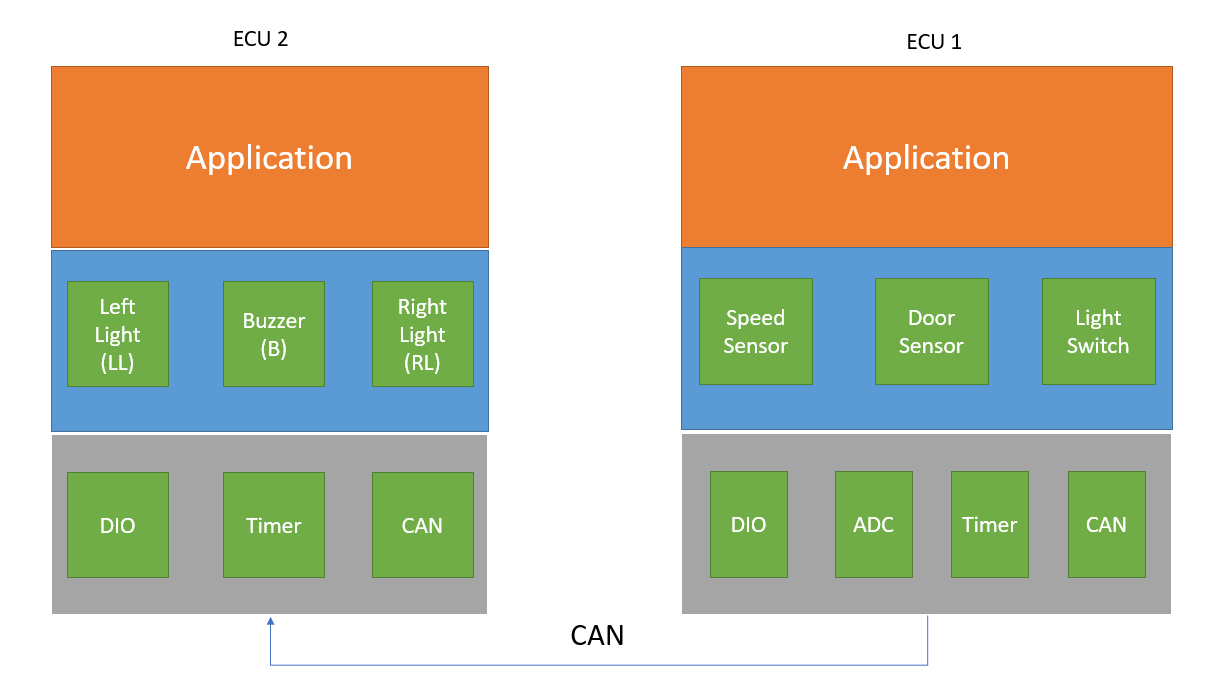 ECU 2
ECU 1
Application
Application
Left
Light
(LL)
Buzzer
(B)
Right
Light
(RL)
Speed
Sensor
Door
Sensor
Light
Switch
DIO
Timer
CAN
DIO
ADC
Timer
CAN
CAN